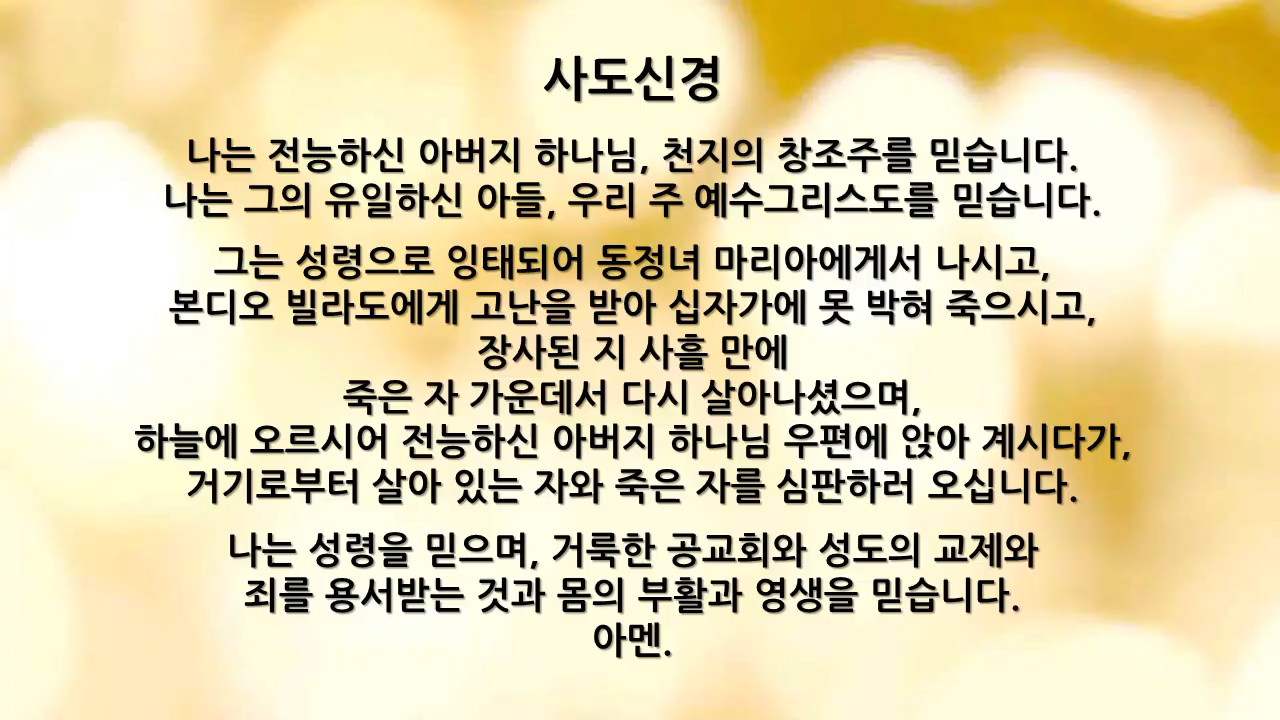 사도신경
나는 전능하신 아버지 하나님, 천지의 창조주를 믿습니다.
나는 그의 유일하신 아들, 우리 주 예수그리스도를 믿습니다.
그는 성령으로 잉태되어 동정녀 마리아에게서 나시고,
본디오 빌라도에게 고난을 받아 십자가에 못 박혀 죽으시고,
장사된 지 사흘 만에
죽은 자 가운데서 다시 살아나셨으며,
하늘에 오르시어 전능하신 아버지 하나님 우편에 앉아 계시다가,
거기로부터 살아 있는 자와 죽은 자를 심판하러 오십니다.
나는 성령을 믿으며, 거룩한 공교회와 성도의 교제와
죄를 용서받는 것과 몸의 부활과 영생을 믿습니다.
아멘.